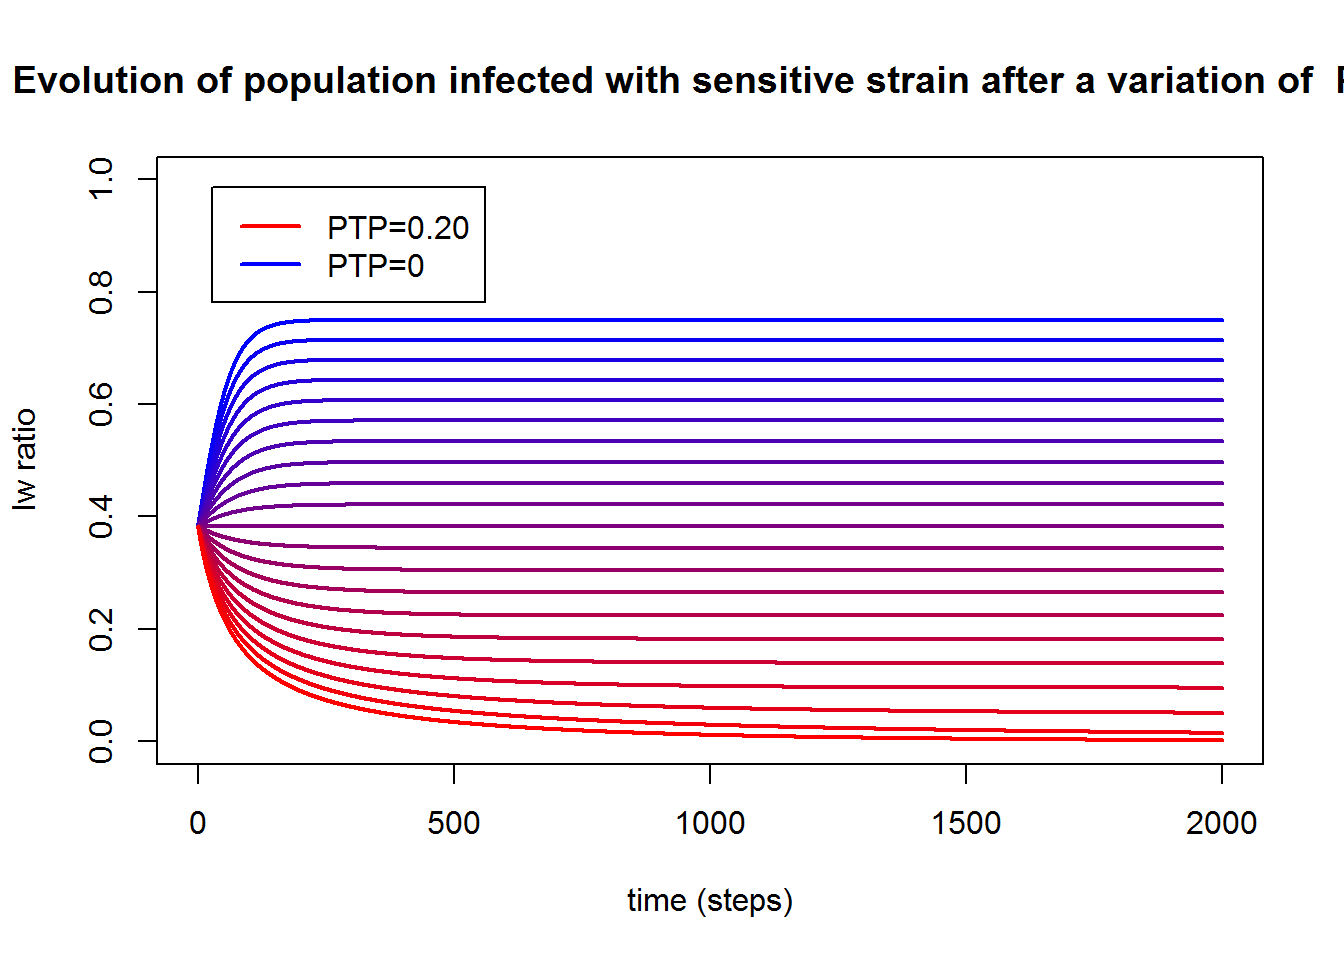 Evolution of population infected with sensitive strain after a variation of
1.0
PTP=0.20
PTP=0
0.8
0.6
Iw ratio
0.4
0.2
0.0
0
500
1000
1500
2000
time (steps)